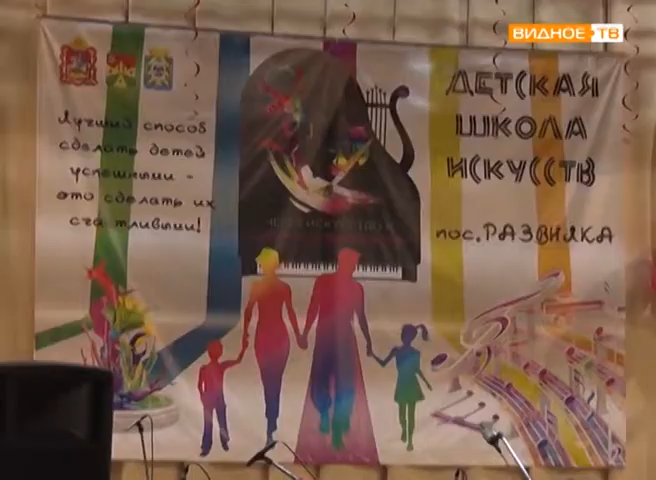 ВИДНОЕ ТВ
Лучший способ
сделать детей
успешными -
это сделать их
счастливыми!
ДЕТСКАЯ
ШКОЛА
ИСКУССТВ
пос. РАЗВИЛКА